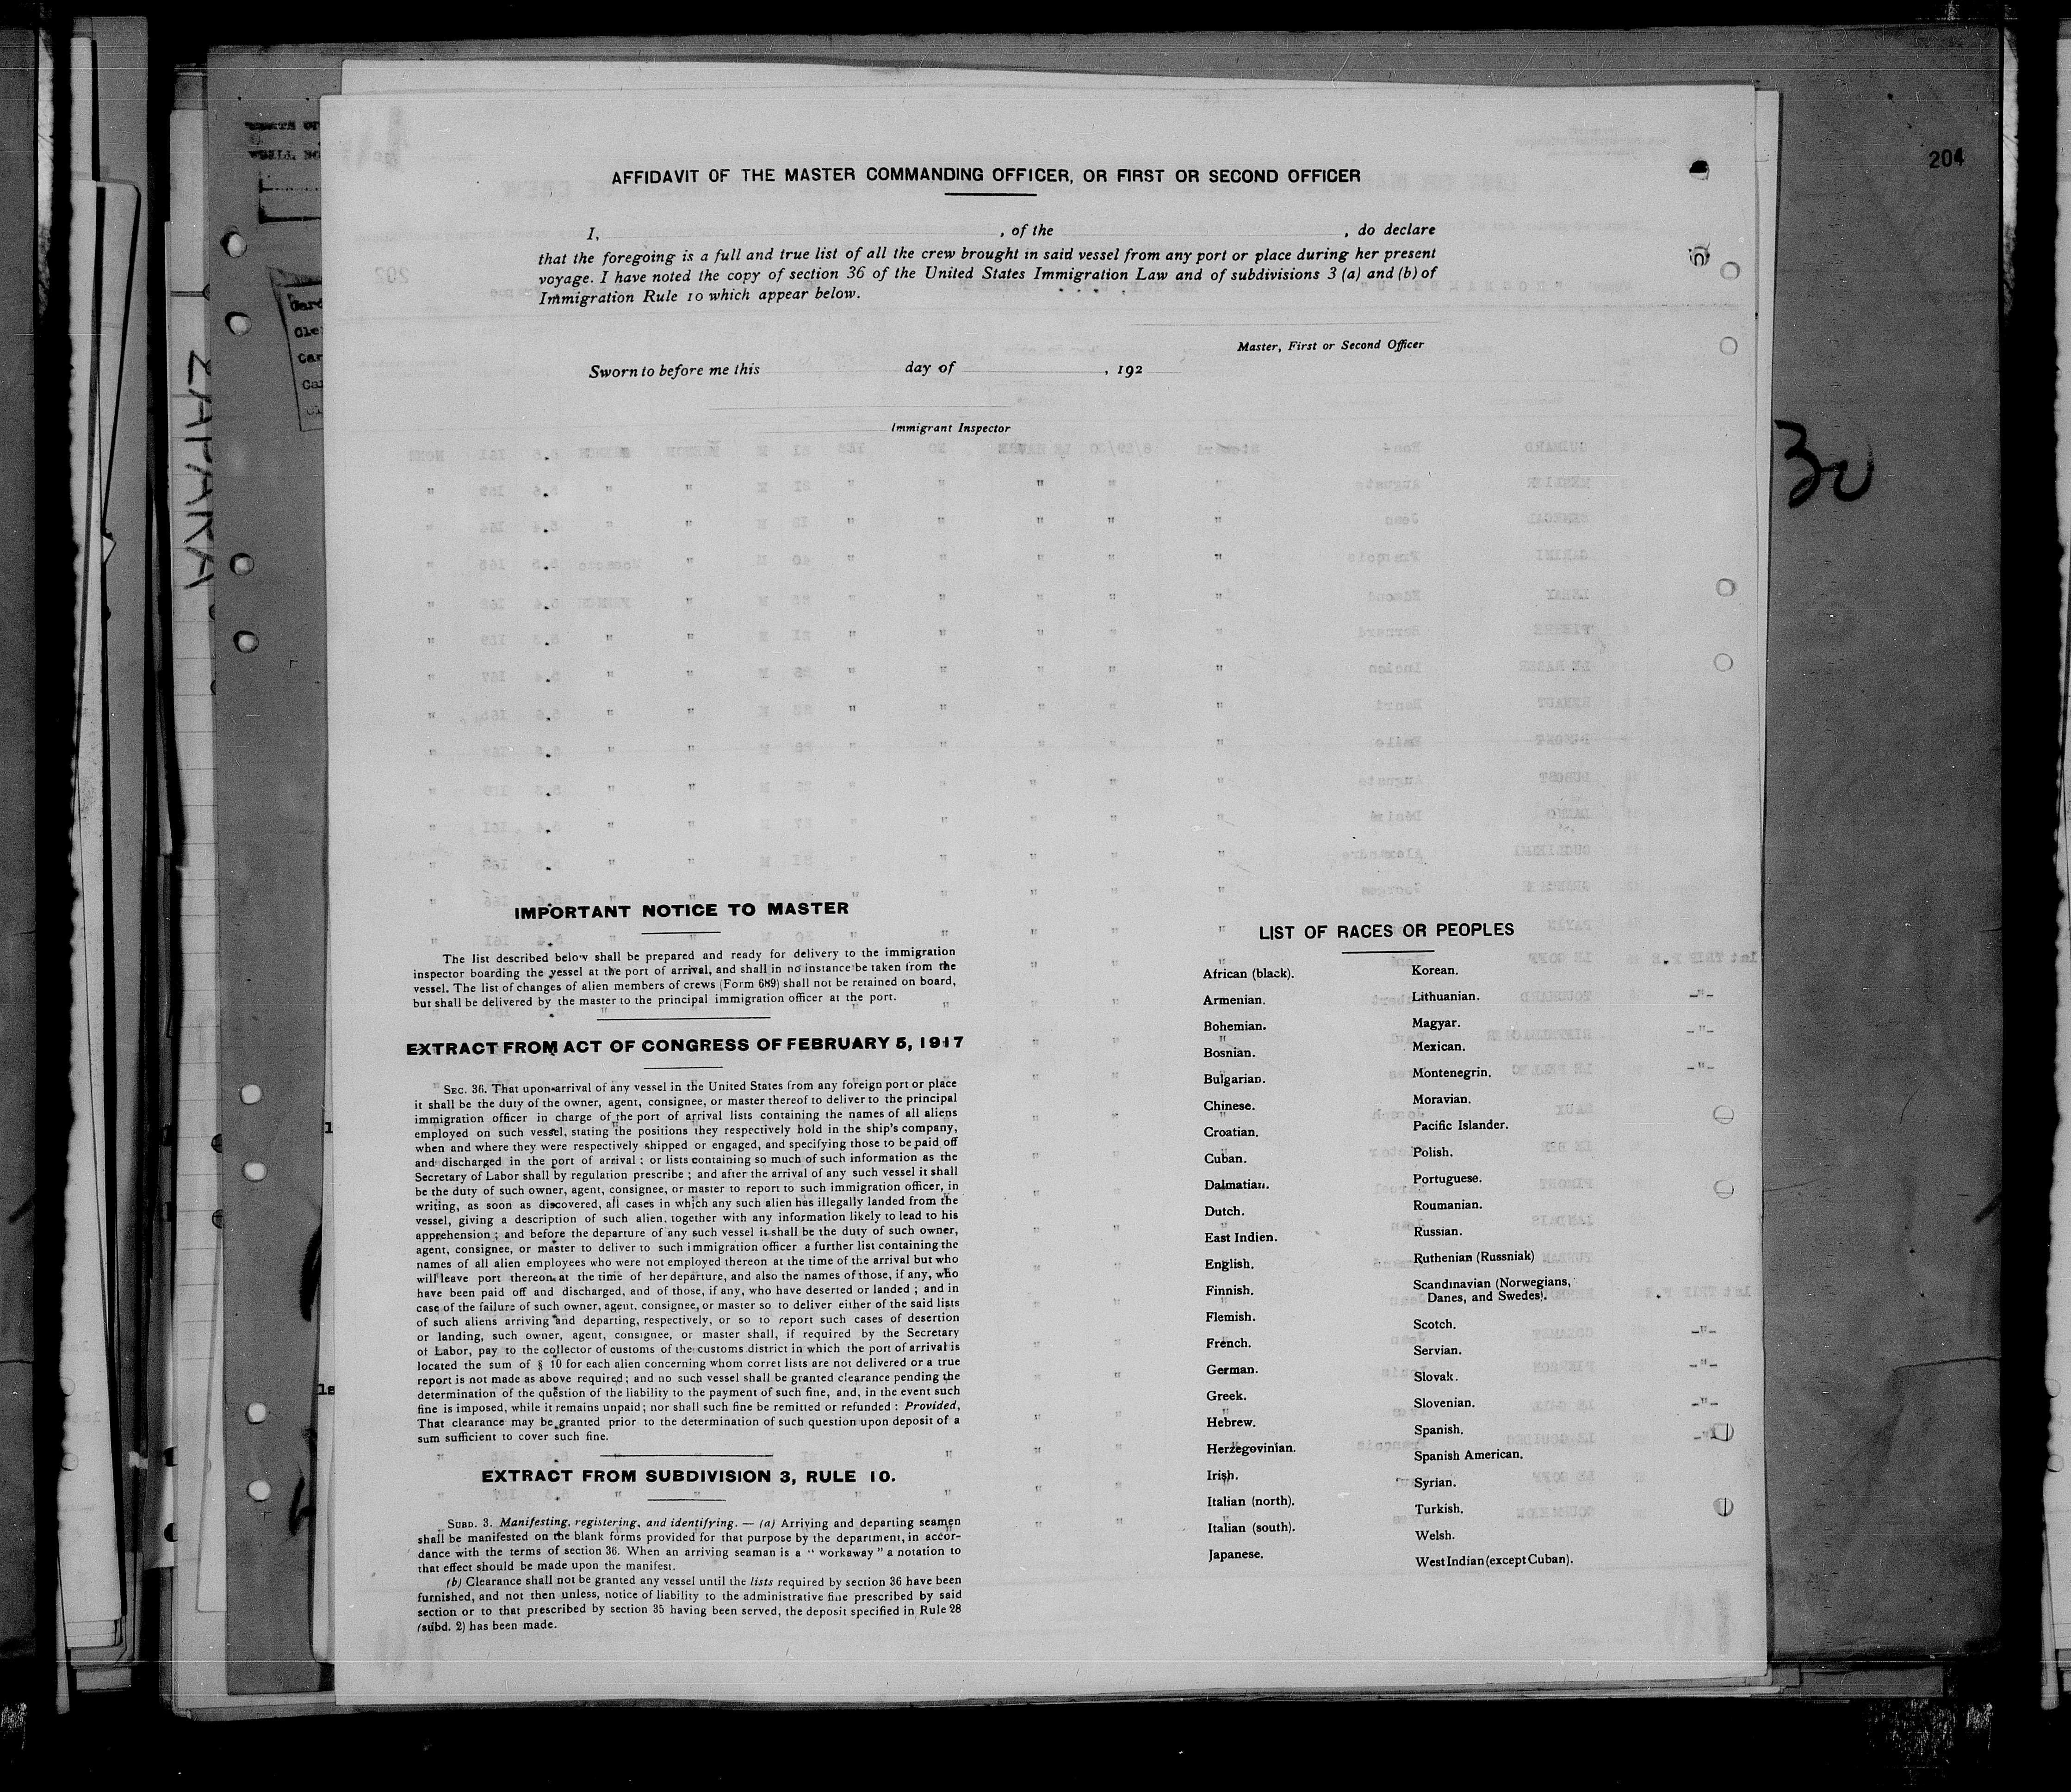 204
AFFIDAVIT OF THE MASTER COMMANDING OFFICER, OR FIRST OR SECOND OFFICER
I, , of the , do declare
that the foregoing is a full and true list of all the crew brought in said vessel from any port or place during her present
voyage. I have noted the copy of section 36 of the United States Immigration Law and of subdivisions 3 (a) and (b) of
Immigration Rule 10 which appear below.
Master, First or Second Officer
Sworn to before me this day of , 192
Immigrant Inspector
30
ZAPARA
IMPORTANT NOTICE TO MASTER
The list described below shall be prepared and ready for delivery to the immigration
inspector boarding the vessel at the port of arrival, and shall in no instance be taken from the
vessel. The list of changes of alien members of crews (Form 689) shall not be retained on board,
but shall be delivered by the master to the principal immigration officer at the port.
EXTRACT FROM ACT OF CONGRESS OF FEBRUARY 5, 1917
SEC. 36. That upon arrival of any vessel in the United States from any foreign port or place
it shall be the duty of the owner, agent, consignee, or master thereof to deliver to the principal
immigration officer in charge of the port of arrival lists containing the names of all aliens
employed on such vessel, stating the positions they respectively hold in the ship's company,
when and where they were respectively shipped or engaged, and specifying those to be paid off
and discharged in the port of arrival ; or lists containing so much of such information as the
Secretary of Labor shall by regulation prescribe ; and after the arrival of any such vessel it shall
be the duty of such owner, agent, consignee, or master to report to such immigration officer, in
writing, as soon as discovered, all cases in which any such alien has illegally landed from the
vessel, giving a description of such alien, together with any information likely to lead to his
apprehension ; and before the departure of any such vessel it shall be the duty of such owner,
agent, consignee, or master to deliver to such immigration officer a further list containing the
names of all alien employees who were not employed thereon at the time of the arrival but who
will leave port thereon at the time of her departure, and also the names of those, if any, who
have been paid off and discharged, and of those, if any, who have deserted or landed ; and in
case of the failure of such owner, agent, consignee, or master so to deliver either of the said lists
of such aliens arriving and departing, respectively, or so to report such cases of desertion
or landing, such owner, agent, consignee, or master shall, if required by the Secretary
of Labor, pay to the collector of customs of the customs district in which the port of arrival is
located the sum of § 10 for each alien concerning whom corret lists are not delivered or a true
report is not made as above required ; and no such vessel shall be granted clearance pending the
determination of the question of the liability to the payment of such fine, and, in the event such
fine is imposed, while it remains unpaid ; nor shall such fine be remitted or refunded : Provided,
That clearance may be granted prior to the determination of such question upon deposit of a
sum sufficient to cover such fine.
EXTRACT FROM SUBDIVISION 3, RULE 10.
SUBD. 3. Manifesting, registering, and identifying. — (a) Arriving and departing seamen
shall be manifested on the blank forms provided for that purpose by the department, in accor-
dance with the terms of section 36. When an arriving seaman is a " workaway " a notation to
that effect should be made upon the manifest.
(b) Clearance shall not be granted any vessel until the lists required by section 36 have been
furnished, and not then unless, notice of liability to the administrative fine prescribed by said
section or to that prescribed by section 35 having been served, the deposit specified in Rule 28
(subd. 2) has been made.
LIST OF RACES OR PEOPLES
African (black).
Armenian.
Bohemian.
Bosnian.
Bulgarian.
Chinese.
Croatian.
Cuban.
Dalmatian.
Dutch.
East Indien.
English.
Finnish.
Flemish.
French.
German.
Greek.
Hebrew.
Herzegovinian.
Irish.
Italian (north).
Italian (south).
Japanese.
Korean.
Lithuanian.
Magyar.
Mexican.
Montenegrin.
Moravian.
Pacific Islander.
Polish.
Portuguese.
Roumanian.
Russian.
Ruthenian (Russniak)
Scandinavian (Norwegians,
Danes, and Swedes).
Scotch.
Servian.
Slovak.
Slovenian.
Spanish.
Spanish American.
Syrian.
Turkish.
Welsh.
West Indian (except Cuban).